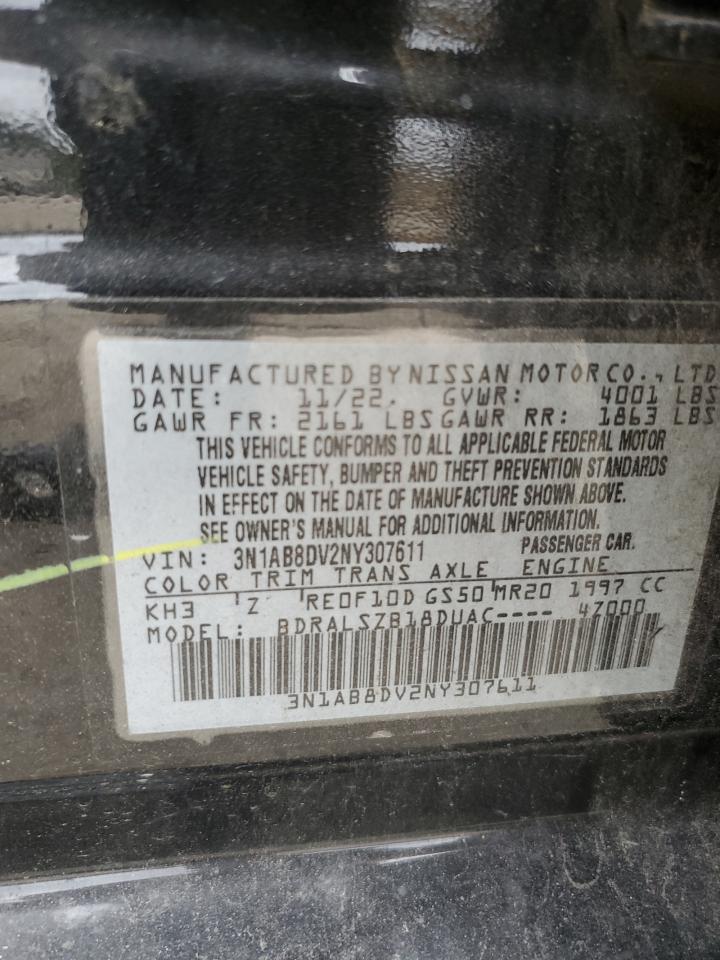 MANUFACTURED BY NISSAN MOTOR CO., LTD
DATE: 11/22. GVWR: 4001 LBS
GAWR FR: 2161 LBS GAWR RR: 1863 LBS
THIS VEHICLE CONFORMS TO ALL APPLICABLE FEDERAL MOTOR
VEHICLE SAFETY, BUMPER AND THEFT PREVENTION STANDARDS
IN EFFECT ON THE DATE OF MANUFACTURE SHOWN ABOVE.
SEE OWNER'S MANUAL FOR ADDITIONAL INFORMATION.
VIN: 3N1AB8DV2NY307611 PASSENGER CAR.
COLOR TRIM TRANS AXLE ENGINE
KH3 Z RE0F10D GS50 MR20 1997 CC
MODEL: BDRALSZB18DUAC---- 4Z000
3N1AB8DV2NY307611